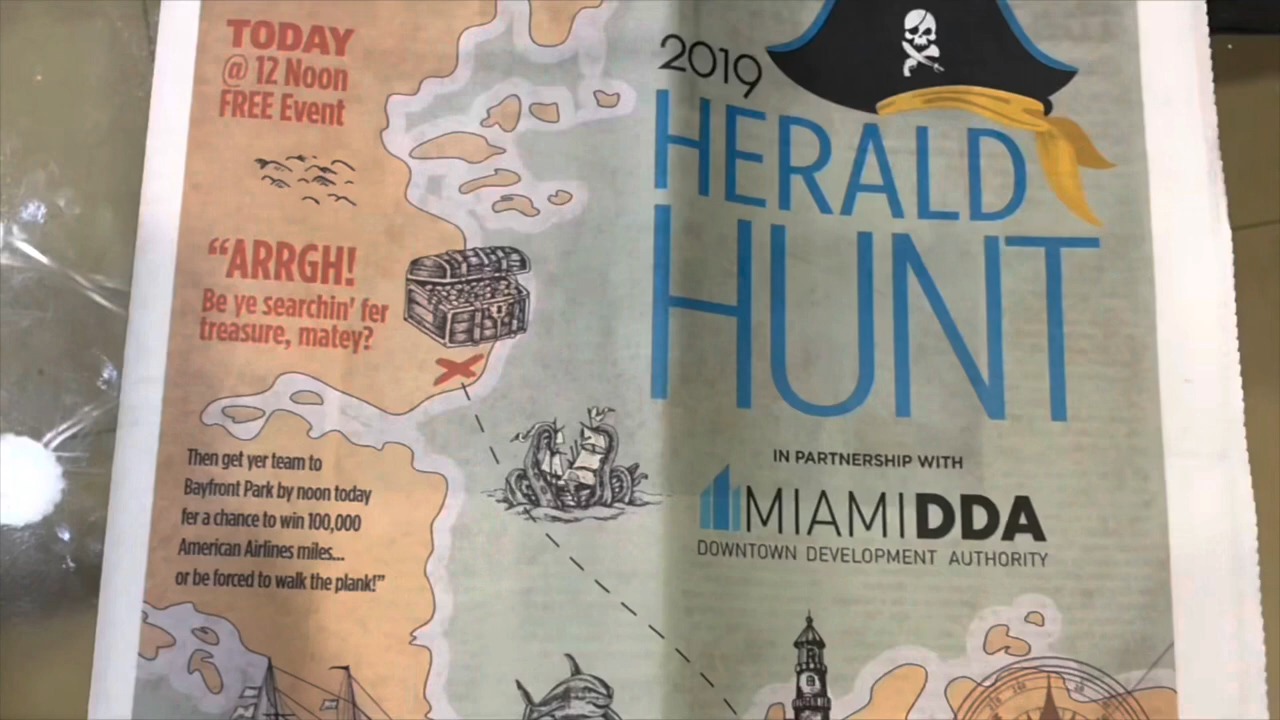 TODAY
@ 12 Noon
FREE Event
“ARRGH!
Be ye searchin' fer
treasure, matey?
Then get yer team to
Bayfront Park by noon today
fer a chance to win 100,000
American Airlines miles...
or be forced to walk the plank!”
2019
HERALD
HUNT
IN PARTNERSHIP WITH
MIAMIDDA
DOWNTOWN DEVELOPMENT AUTHORITY